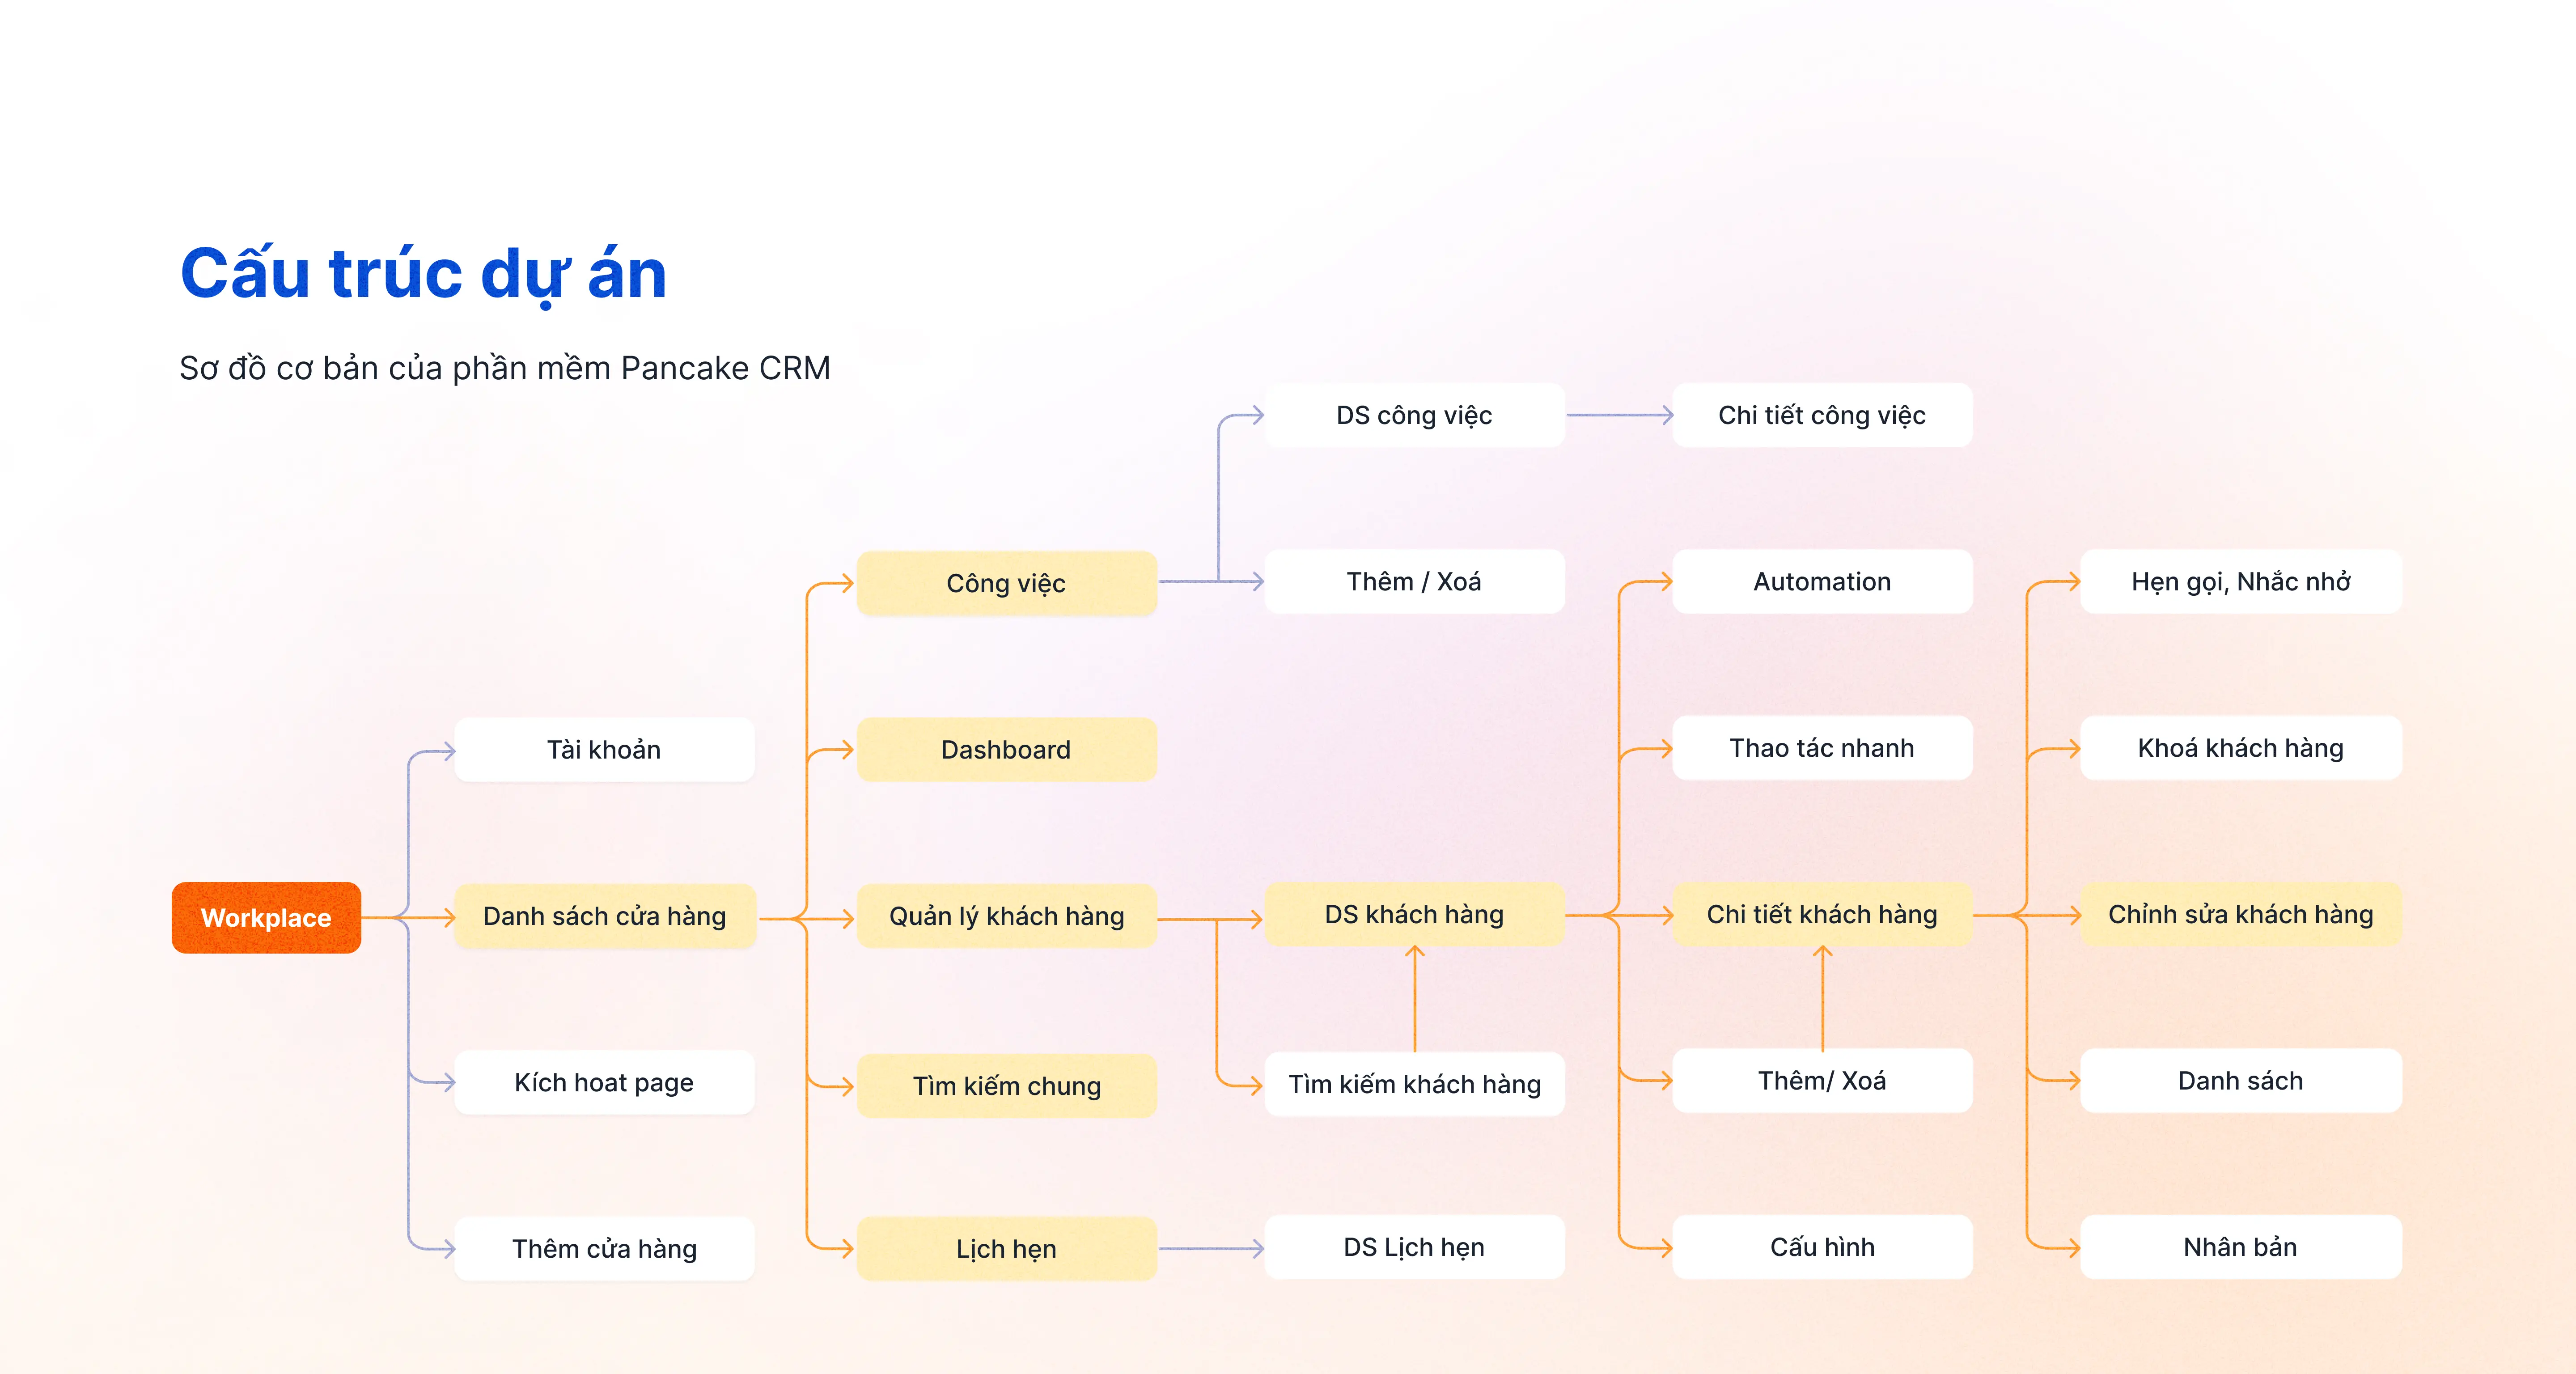 Cấu trúc dự án
Sơ đồ cơ bản của phần mềm Pancake CRM
DS công việc
Chi tiết công việc
Công việc
Thêm / Xoá
Automation
Hẹn gọi, Nhắc nhở
Tài khoản
Dashboard
Thao tác nhanh
Khoá khách hàng
Workplace
Danh sách cửa hàng
Quản lý khách hàng
DS khách hàng
Chi tiết khách hàng
Chỉnh sửa khách hàng
Kích hoat page
Tìm kiếm chung
Tìm kiếm khách hàng
Thêm/ Xoá
Danh sách
Thêm cửa hàng
Lịch hẹn
DS Lịch hẹn
Cấu hình
Nhân bản